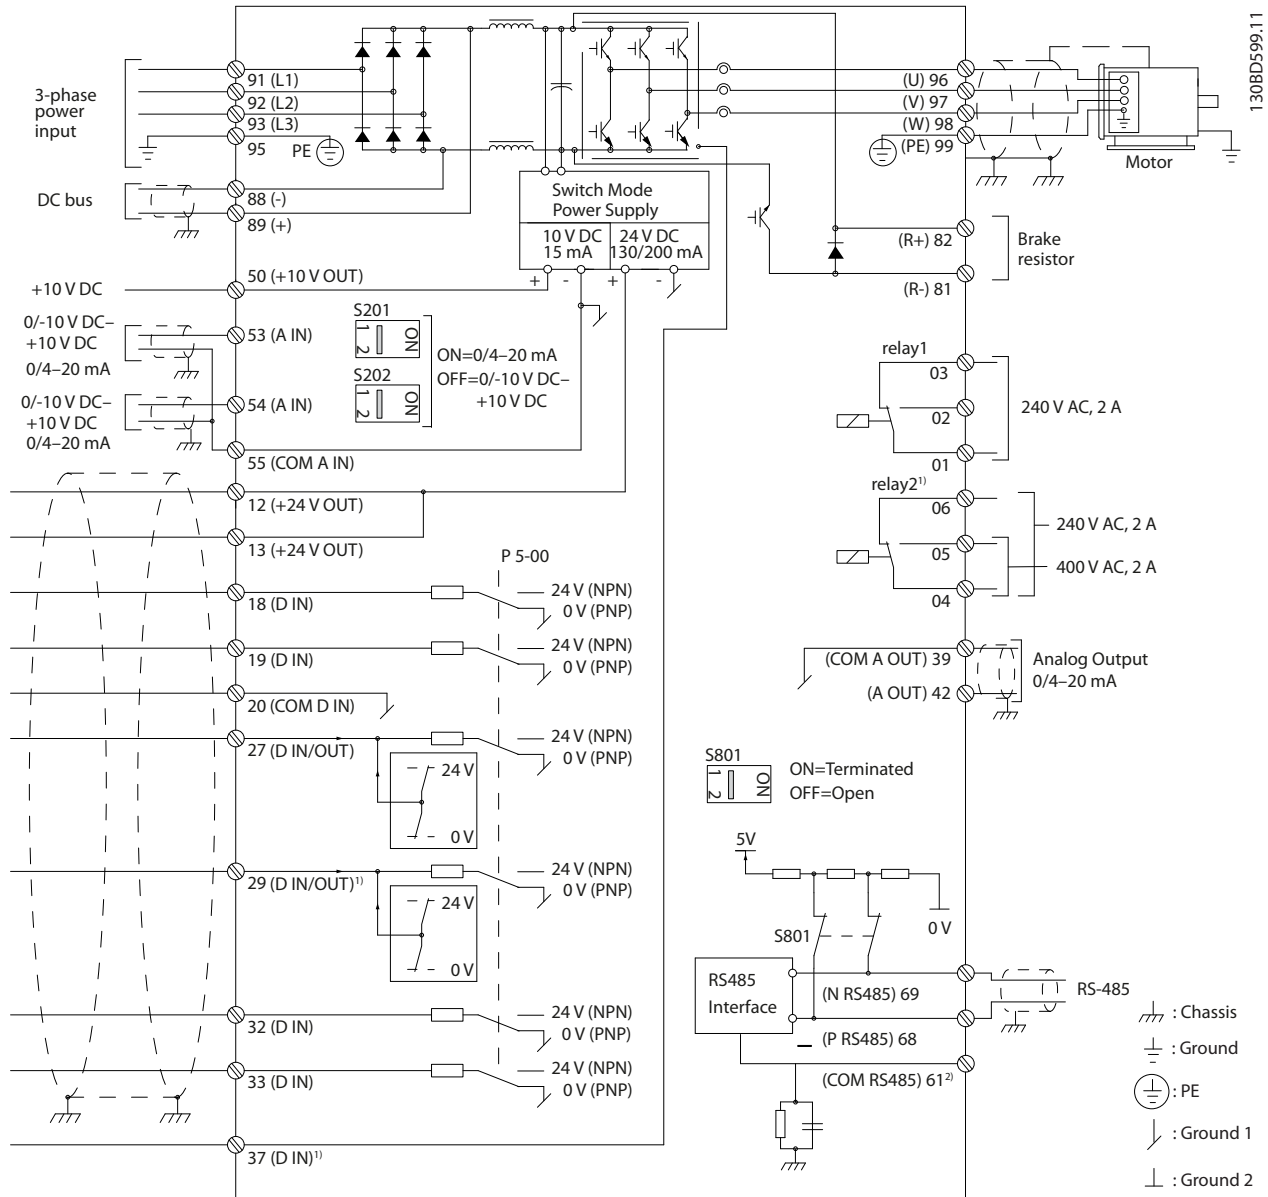 130BD599.11
3-phase
power
input
91 (L1)
92 (L2)
93 (L3)
95
PE
DC bus
88 (-)
89 (+)
Switch Mode
Power Supply
10 V DC
15 mA
24 V DC
130/200 mA
+ - + -
(U) 96
(V) 97
(W) 98
(PE) 99
Motor
(R+) 82
(R-) 81
Brake
resistor
+10 V DC
50 (+10 V OUT)
0/-10 V DC–
+10 V DC
0/4–20 mA
53 (A IN)
0/-10 V DC–
+10 V DC
0/4–20 mA
54 (A IN)
55 (COM A IN)
S201
1 2
ON
S202
1 2
ON
ON=0/4–20 mA
OFF=0/-10 V DC–
+10 V DC
relay1
03
02
01
240 V AC, 2 A
relay2¹⁾
06
05
04
240 V AC, 2 A
400 V AC, 2 A
12 (+24 V OUT)
13 (+24 V OUT)
P 5-00
18 (D IN)
24 V (NPN)
0 V (PNP)
19 (D IN)
24 V (NPN)
0 V (PNP)
20 (COM D IN)
27 (D IN/OUT)
24 V (NPN)
0 V (PNP)
24 V
0 V
29 (D IN/OUT)¹⁾
24 V (NPN)
0 V (PNP)
24 V
0 V
32 (D IN)
24 V (NPN)
0 V (PNP)
33 (D IN)
24 V (NPN)
0 V (PNP)
37 (D IN)¹⁾
(COM A OUT) 39
(A OUT) 42
Analog Output
0/4–20 mA
S801
1 2
ON
ON=Terminated
OFF=Open
5V
0 V
S801
RS485
Interface
(N RS485) 69
(P RS485) 68
(COM RS485) 61²⁾
RS-485
: Chassis
: Ground
: PE
: Ground 1
: Ground 2